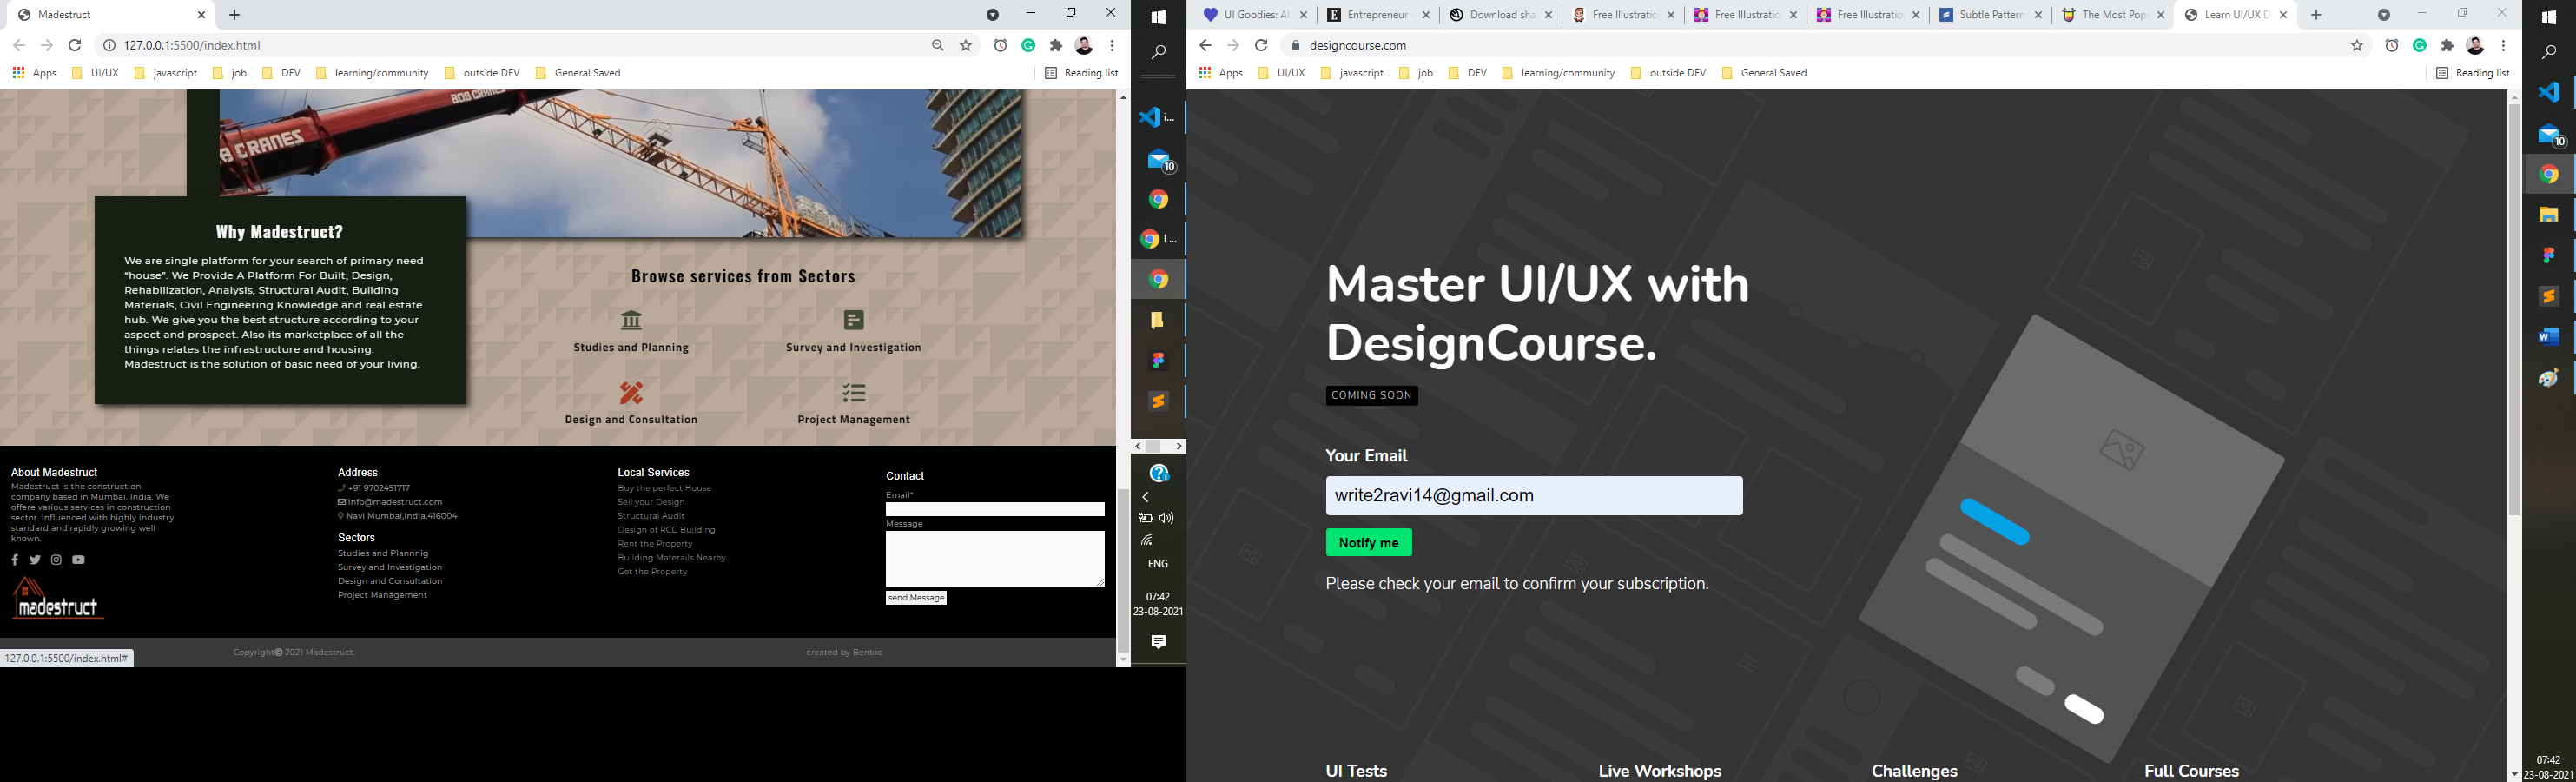 Madestruct
127.0.0.1:5500/index.html
Apps
UI/UX
javascript
job
DEV
learning/community
outside DEV
General Saved
Reading list
BOB CRANES
CRANES
Why Madestruct?
We are single platform for your search of primary need
“house”. We Provide A Platform For Built, Design,
Rehabilization, Analysis, Structural Audit, Building
Materials, Civil Engineering Knowledge and real estate
hub. We give you the best structure according to your
aspect and prospect. Also its marketplace of all the
things relates the infrastructure and housing.
Madestruct is the solution of basic need of your living.
Browse services from Sectors
Studies and Planning
Survey and Investigation
Design and Consultation
Project Management
About Madestruct
Madestruct is the construction
company based in Mumbai, India. We
offere various services in construction
sector. Influenced with highly industry
standard and rapidly growing well
known.
madestruct
Address
+91 9702451717
info@madestruct.com
Navi Mumbai,India,416004
Sectors
Studies and Plannnig
Survey and Investigation
Design and Consultation
Project Management
Local Services
Buy the perfect House
Sell your Design
Structural Audit
Design of RCC Building
Rent the Property
Building Materails Nearby
Get the Property
Contact
Email*
Message
send Message
Copyright© 2021 Madestruct.
created by Bentoc
127.0.0.1:5500/index.html#
i...
10
L...
ENG
07:42
23-08-2021
UI Goodies: All
Entrepreneur
Download sha
Free Illustratio
Free Illustratio
Free Illustratio
Subtle Pattern
The Most Pop
Learn UI/UX D
designcourse.com
Apps
UI/UX
javascript
job
DEV
learning/community
outside DEV
General Saved
Reading list
Master UI/UX with
DesignCourse.
COMING SOON
Your Email
write2ravi14@gmail.com
Notify me
Please check your email to confirm your subscription.
UI Tests
Live Workshops
Challenges
Full Courses
10
07:42
23-08-2021